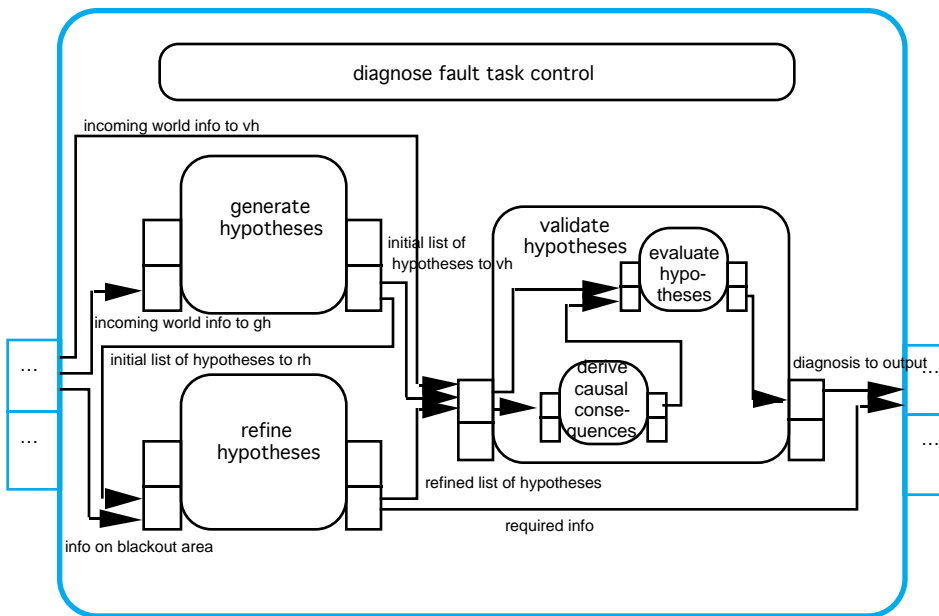 diagnose fault task control
incoming world info to vh
generate
hypotheses
initial list of
hypotheses to vh
validate
hypotheses
evaluate
hypo-
theses
incoming world info to gh
initial list of hypotheses to rh
...
...
refine
hypotheses
derive
causal
conse-
quences
diagnosis to output
...
...
refined list of hypotheses
required info
info on blackout area